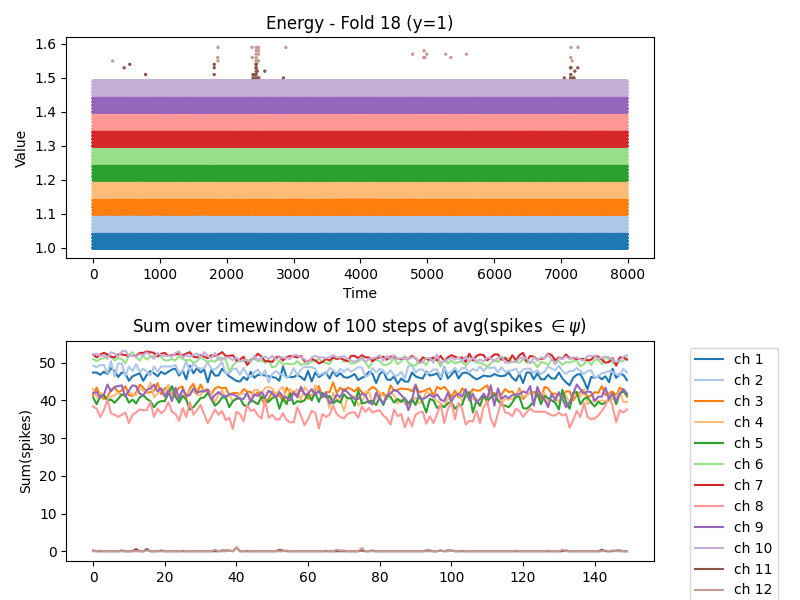 Energy - Fold 18 (y=1)
1.6
1.5
1.4
1.3
1.2
1.1
1.0
Value
0 1000 2000 3000 4000 5000 6000 7000 8000
Time
Sum over timewindow of 100 steps of avg(spikes ∈ ψ)
50
40
30
20
10
0
Sum(spikes)
0 20 40 60 80 100 120 140
ch 1
ch 2
ch 3
ch 4
ch 5
ch 6
ch 7
ch 8
ch 9
ch 10
ch 11
ch 12